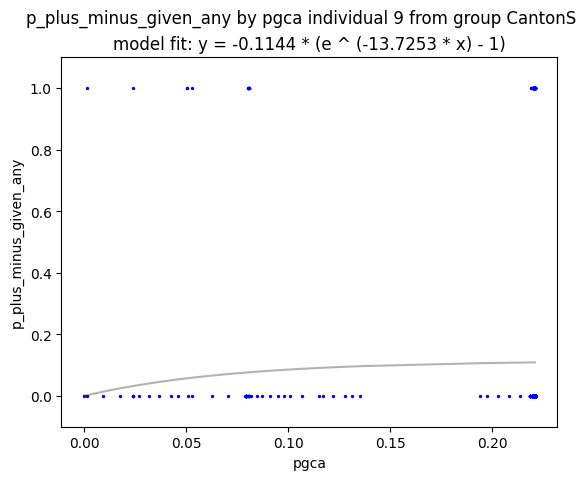 p_plus_minus_given_any by pgca individual 9 from group CantonS
model fit: y = -0.1144 * (e ^ (-13.7253 * x) - 1)
1.0
0.8
0.6
0.4
0.2
0.0
p_plus_minus_given_any
0.00
0.05
0.10
0.15
0.20
pgca